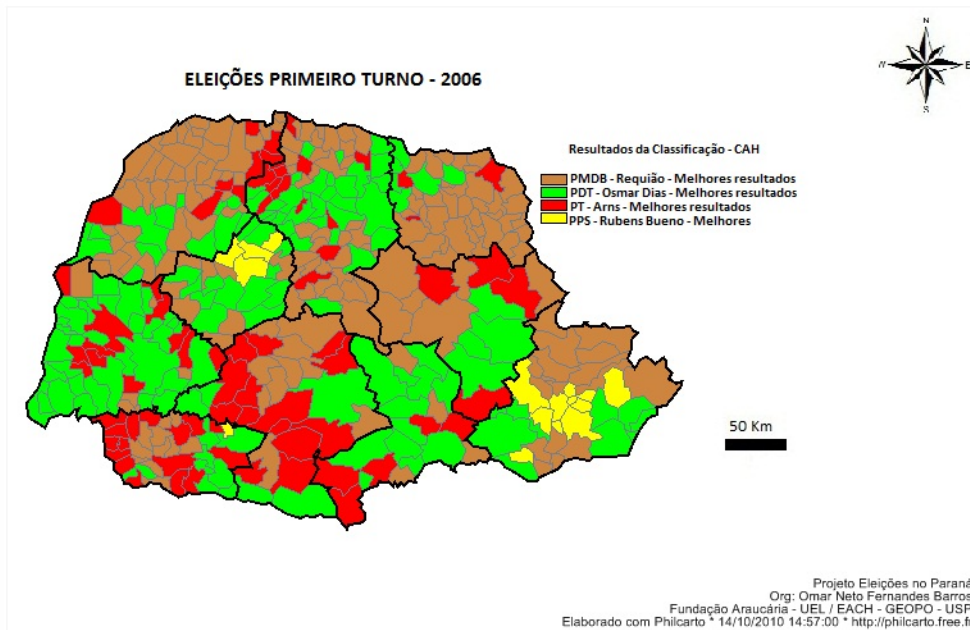 N
W
E
S
ELEIÇÕES PRIMEIRO TURNO - 2006
Resultados da Classificação - CAH
PMDB - Requião - Melhores resultados
PDT - Osmar Dias - Melhores resultados
PT - Arns - Melhores resultados
PPS - Rubens Bueno - Melhores
50 Km
Projeto Eleições no Paraná
Org: Omar Neto Fernandes Barros
Fundação Araucária - UEL / EACH - GEOPO - USP
Elaborado com Philcarto * 14/10/2010 14:57:00 * http://philcarto.free.fr